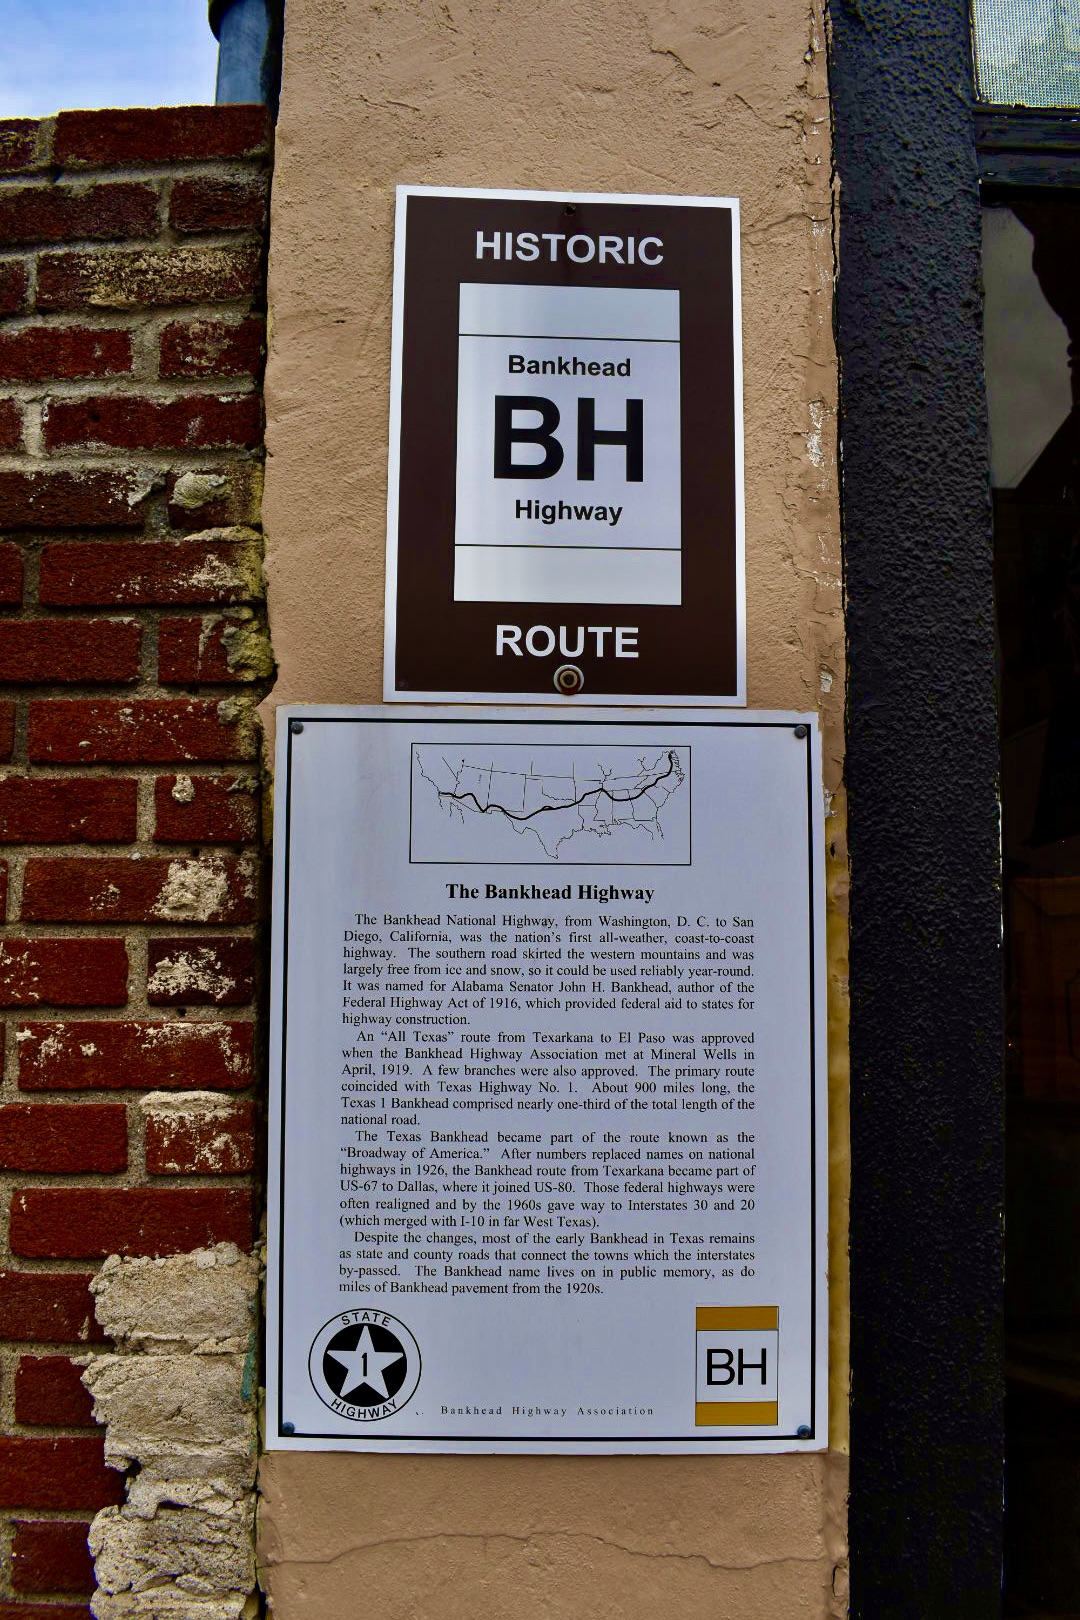 HISTORIC
Bankhead
BH
Highway
ROUTE
The Bankhead Highway
The Bankhead National Highway, from Washington, D. C. to San
Diego, California, was the nation's first all-weather, coast-to-coast
highway. The southern road skirted the western mountains and was
largely free from ice and snow, so it could be used reliably year-round.
It was named for Alabama Senator John H. Bankhead, author of the
Federal Highway Act of 1916, which provided federal aid to states for
highway construction.
An “All Texas” route from Texarkana to El Paso was approved
when the Bankhead Highway Association met at Mineral Wells in
April, 1919. A few branches were also approved. The primary route
coincided with Texas Highway No. 1. About 900 miles long, the
Texas 1 Bankhead comprised nearly one-third of the total length of the
national road.
The Texas Bankhead became part of the route known as the
“Broadway of America.” After numbers replaced names on national
highways in 1926, the Bankhead route from Texarkana became part of
US-67 to Dallas, where it joined US-80. Those federal highways were
often realigned and by the 1960s gave way to Interstates 30 and 20
(which merged with I-10 in far West Texas).
Despite the changes, most of the early Bankhead in Texas remains
as state and county roads that connect the towns which the interstates
by-passed. The Bankhead name lives on in public memory, as do
miles of Bankhead pavement from the 1920s.
STATE
1
HIGHWAY
Bankhead Highway Association
BH